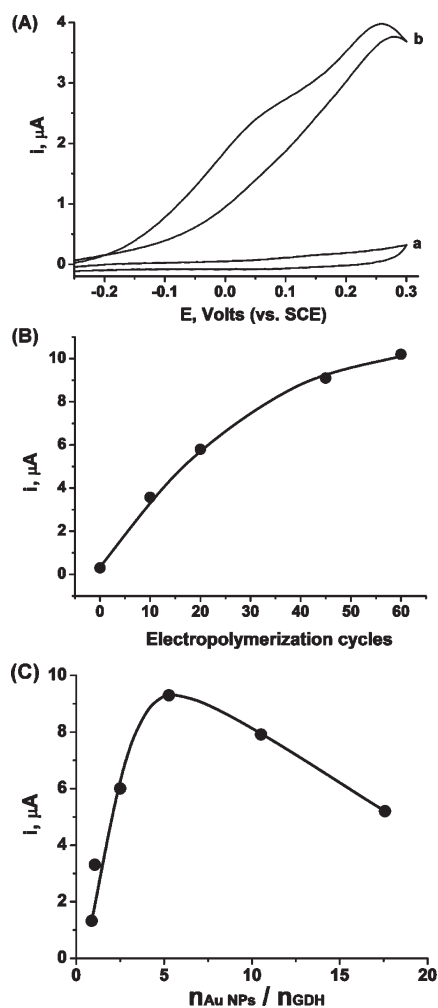 (A)
4
3
2
1
0
i, μA
b
a
-0.2 -0.1 0.0 0.1 0.2 0.3
E, Volts (vs. SCE)
(B)
10
8
6
4
2
0
i, μA
0 10 20 30 40 50 60
Electropolymerization cycles
(C)
10
8
6
4
2
0
i, μA
0 5 10 15 20
nAu NPs / nGDH